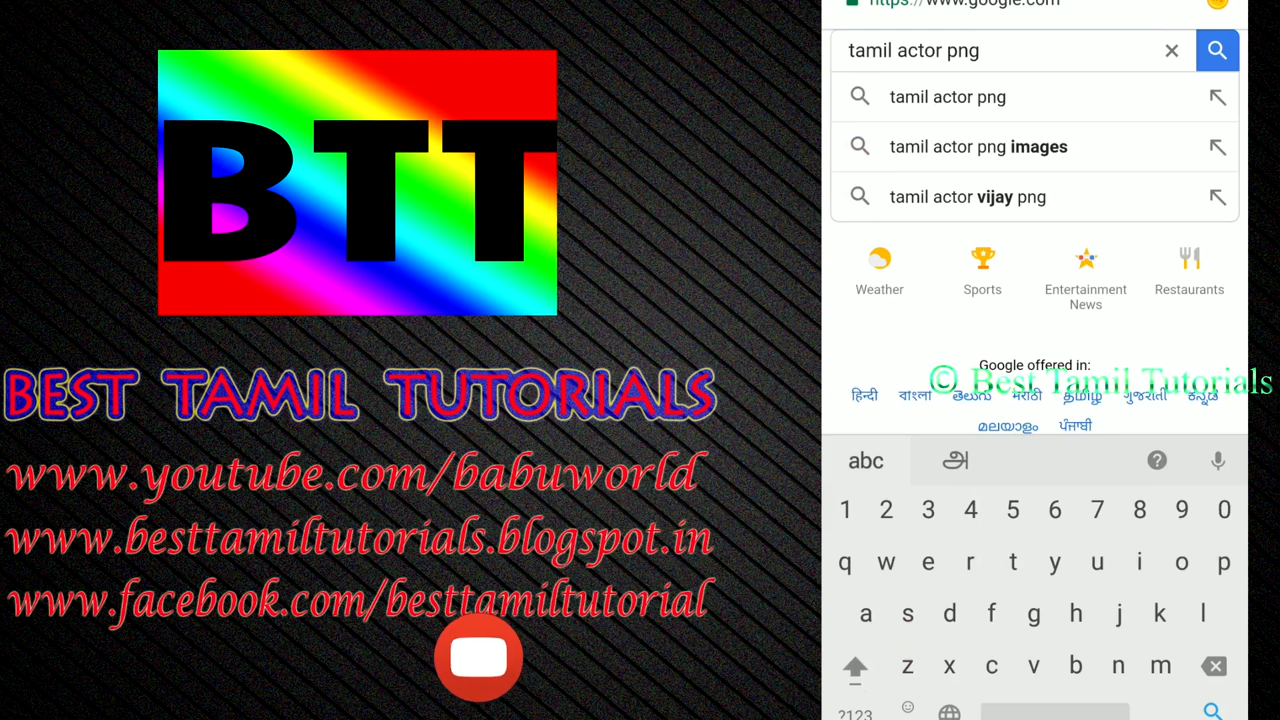 BTT
BEST TAMIL TUTORIALS
www.youtube.com/babuworld
www.besttamiltutorials.blogspot.in
www.facebook.com/besttamiltutorial
https://www.google.com
tamil actor png
tamil actor png
tamil actor png images
tamil actor vijay png
Weather Sports Entertainment News Restaurants
Google offered in:
© Best Tamil Tutorials
हिन्दी বাংলা తెలుగు मराठी தமிழ் ગુજરાતી ಕನ್ನಡ
മലയാളം ਪੰਜਾਬੀ
abc அ
1 2 3 4 5 6 7 8 9 0
q w e r t y u i o p
a s d f g h j k l
z x c v b n m
?123